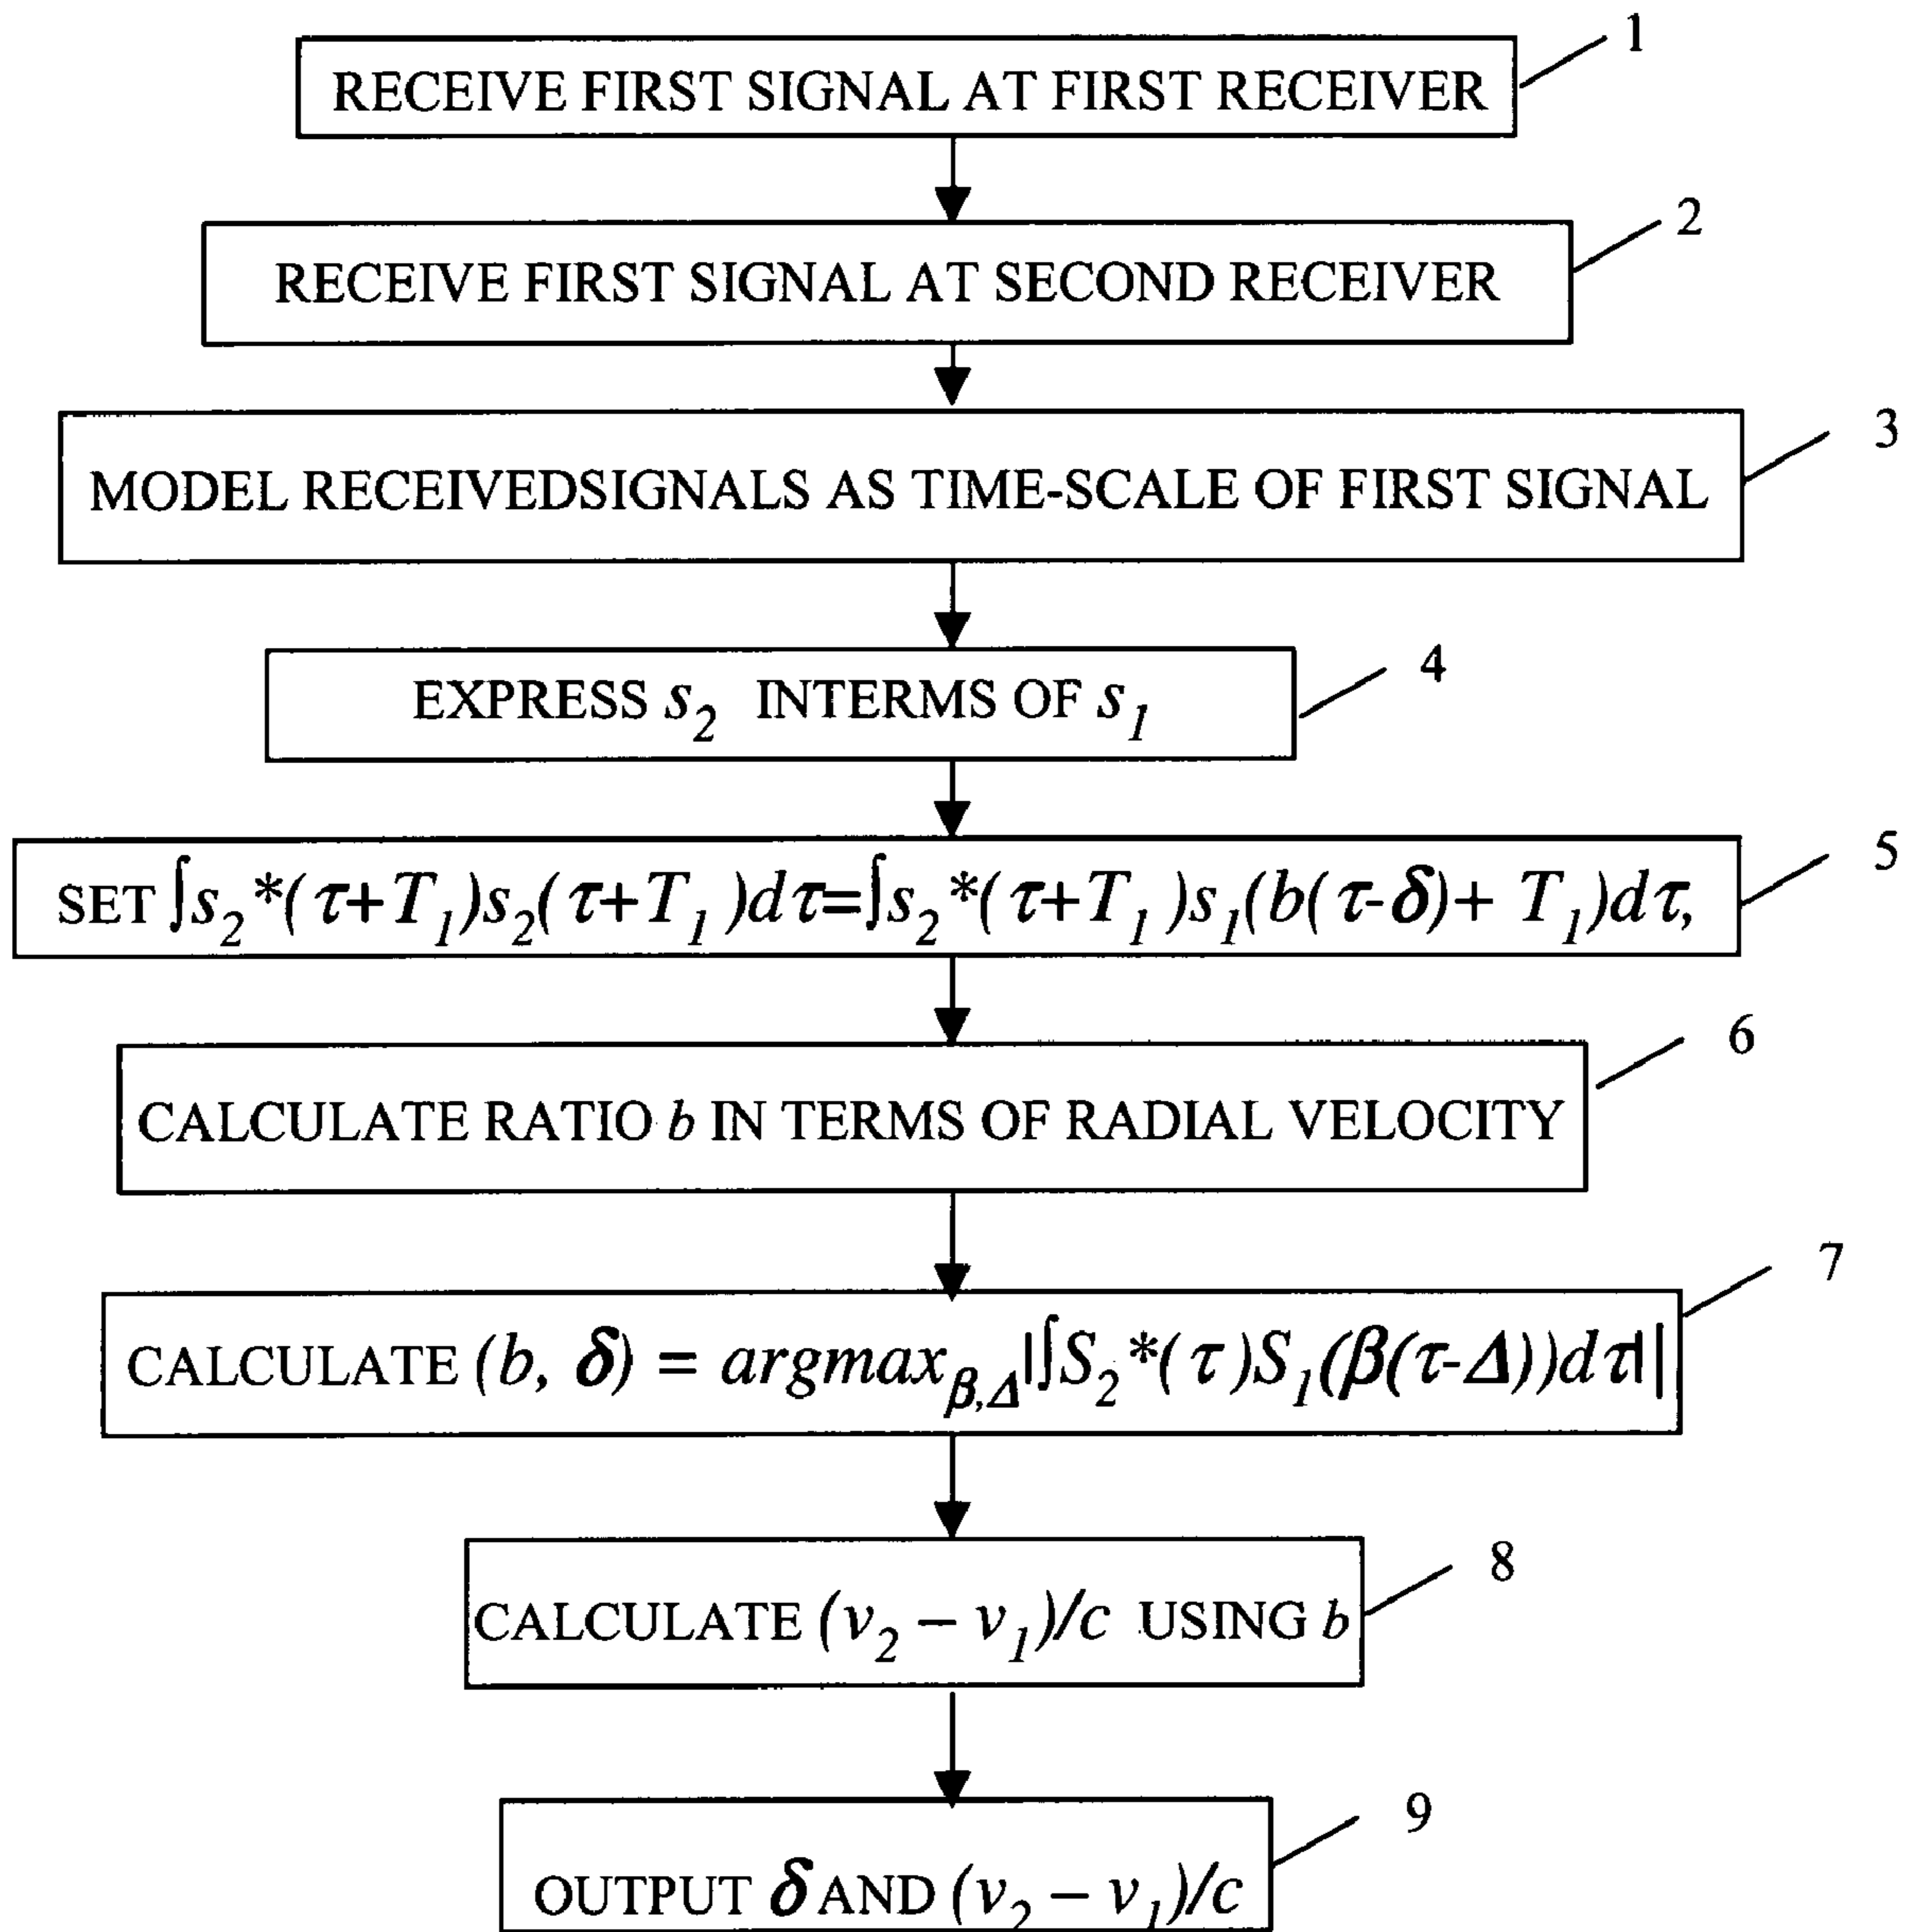 1
RECEIVE FIRST SIGNAL AT FIRST RECEIVER
2
RECEIVE FIRST SIGNAL AT SECOND RECEIVER
3
MODEL RECEIVEDSIGNALS AS TIME-SCALE OF FIRST SIGNAL
4
EXPRESS s₂ INTERMS OF s₁
5
SET ∫s₂*(τ+T₁)s₂(τ+T₁)dτ=∫s₂*(τ+T₁)s₁(b(τ-δ)+ T₁)dτ,
6
CALCULATE RATIO b IN TERMS OF RADIAL VELOCITY
7
CALCULATE (b, δ) = argmax_{β,Δ}|∫S₂*(τ)S₁(β(τ-Δ))dτ||
8
CALCULATE (v₂ – v₁)/c USING b
9
OUTPUT δ AND (v₂ – v₁)/c